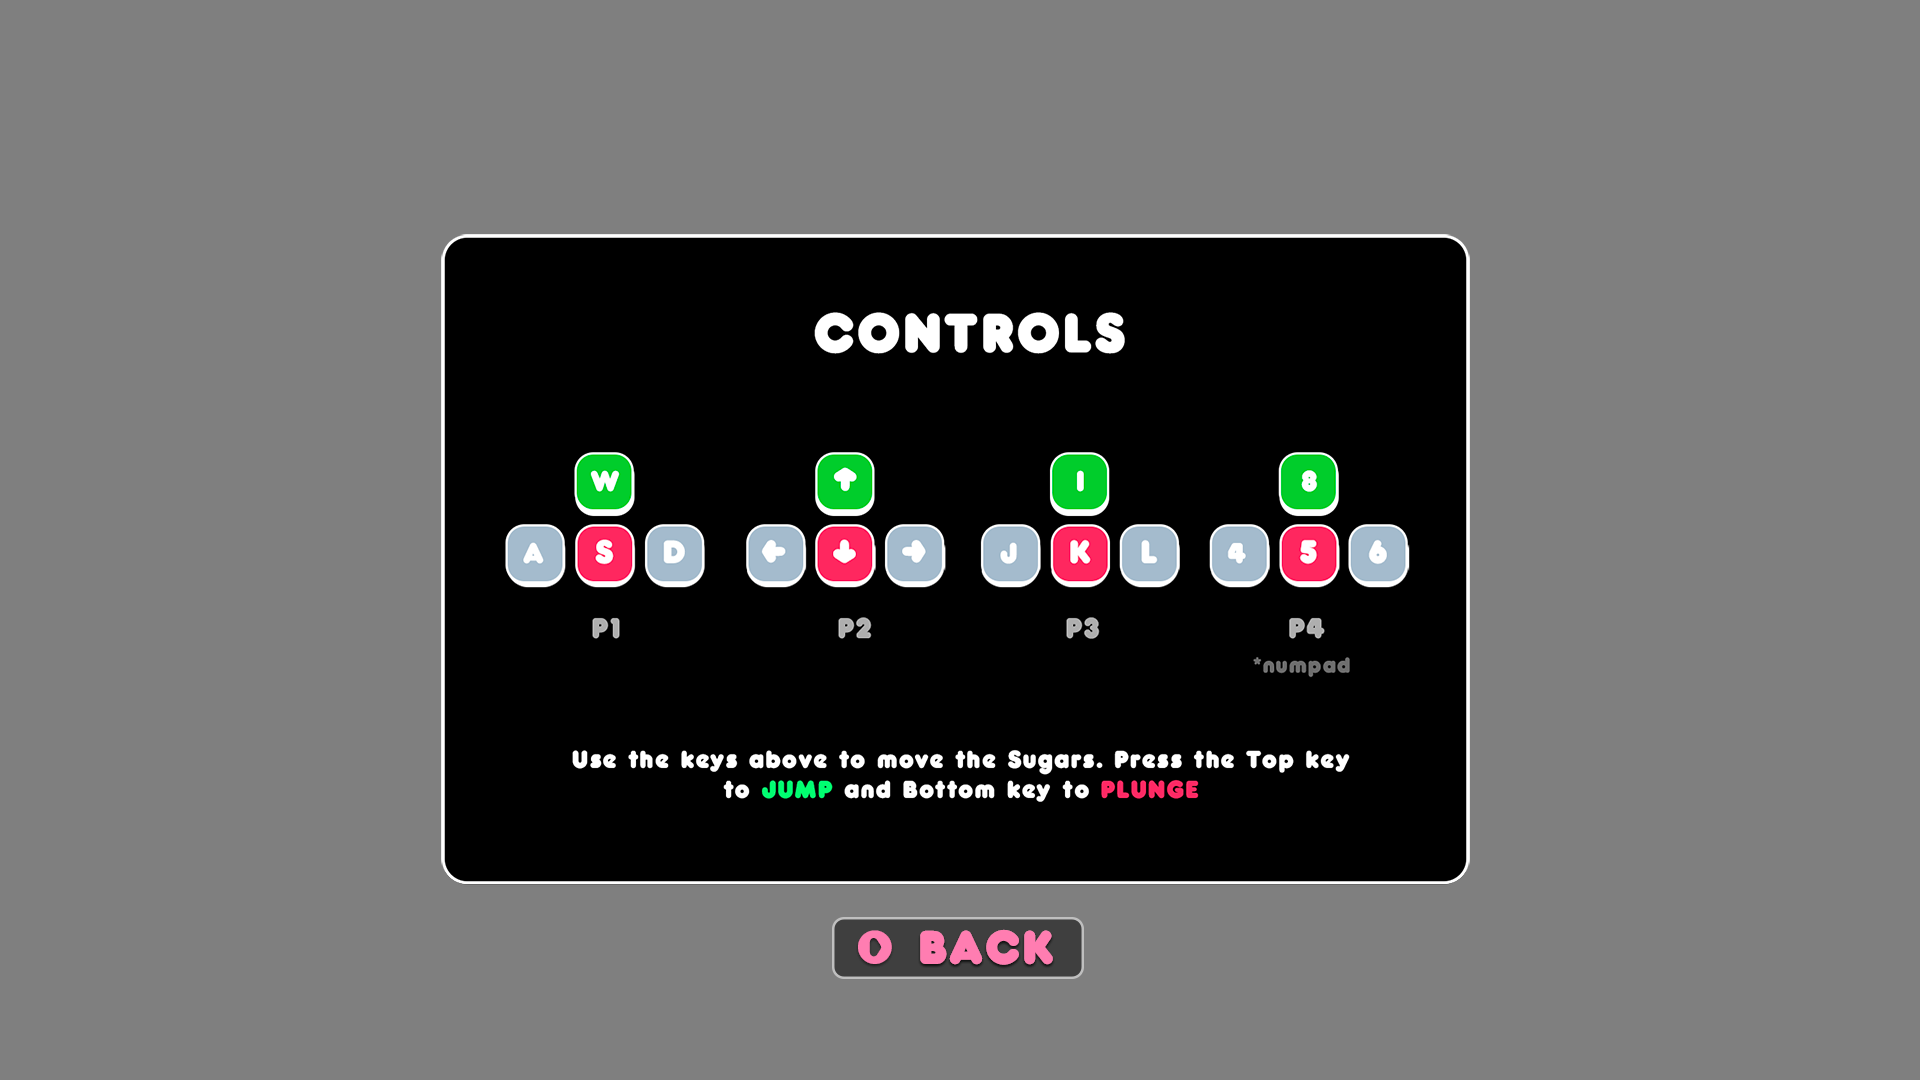 CONTROLS
W ↑ I 8
A S D ← ↓ → J K L 4 5 6
P1 P2 P3 P4
*numpad
Use the keys above to move the Sugars. Press the Top key
to JUMP and Bottom key to PLUNGE
O BACK